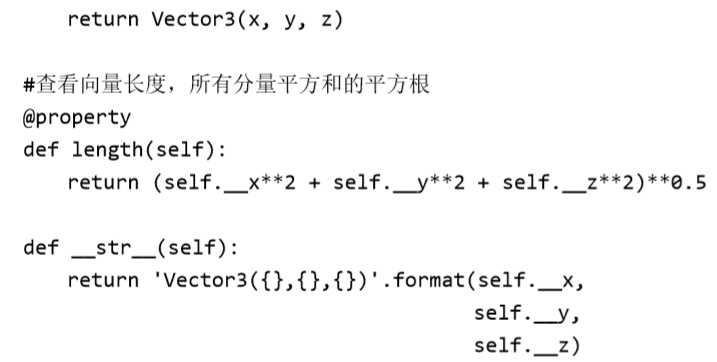 return Vector3(x, y, z)

#查看向量长度，所有分量平方和的平方根
@property
def length(self):
    return (self.__x**2 + self.__y**2 + self.__z**2)**0.5

def __str__(self):
    return 'Vector3({},{},{})'.format(self.__x,
                                      self.__y,
                                      self.__z)